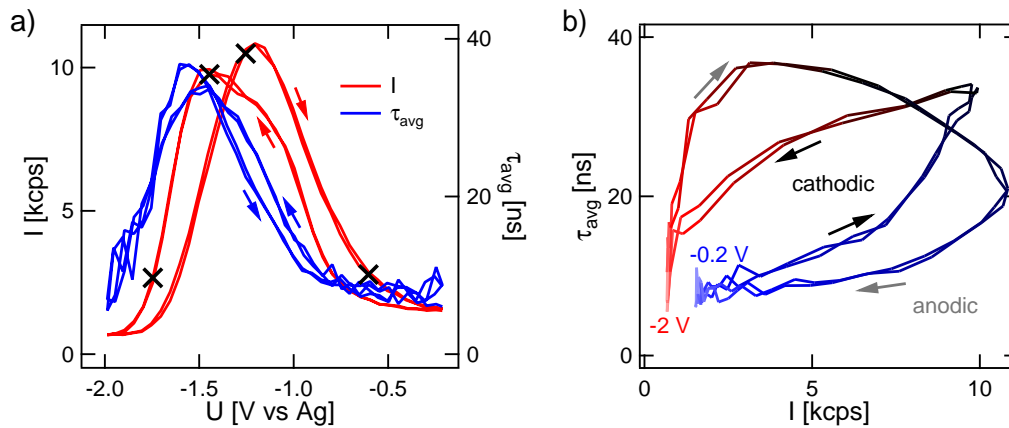 a)
I [kcps]
10
5
0
I
τavg
40
20
0
τavg [ns]
-2.0
-1.5
-1.0
-0.5
U [V vs Ag]
b)
τavg [ns]
40
20
0
cathodic
-0.2 V
-2 V
anodic
0
5
10
I [kcps]